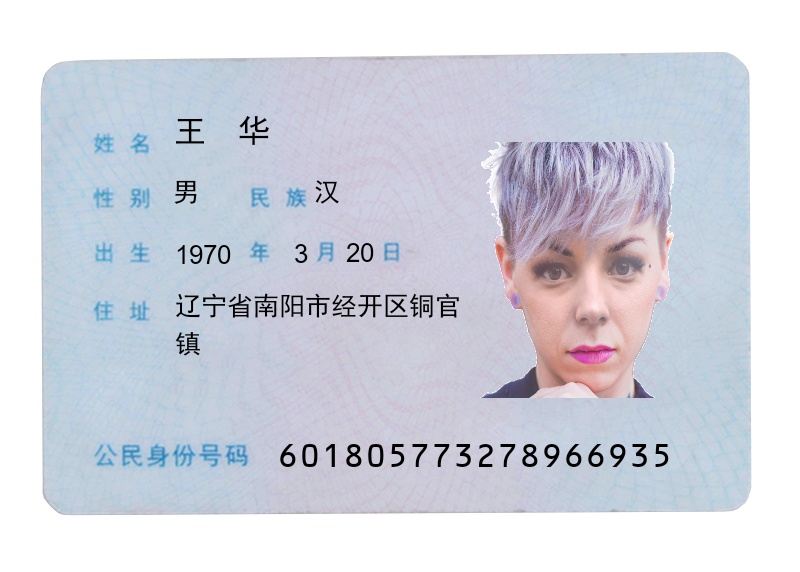 姓名 王 华
性别 男 民族 汉
出生 1970 年 3 月 20 日
住址 辽宁省南阳市经开区铜官
镇
公民身份号码 601805773278966935